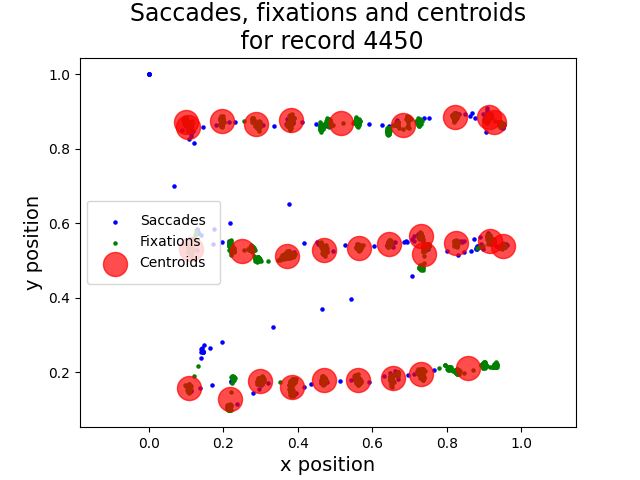 Saccades, fixations and centroids
for record 4450
1.0
0.8
0.6
0.4
0.2
y position
Saccades
Fixations
Centroids
0.0
0.2
0.4
0.6
0.8
1.0
x position